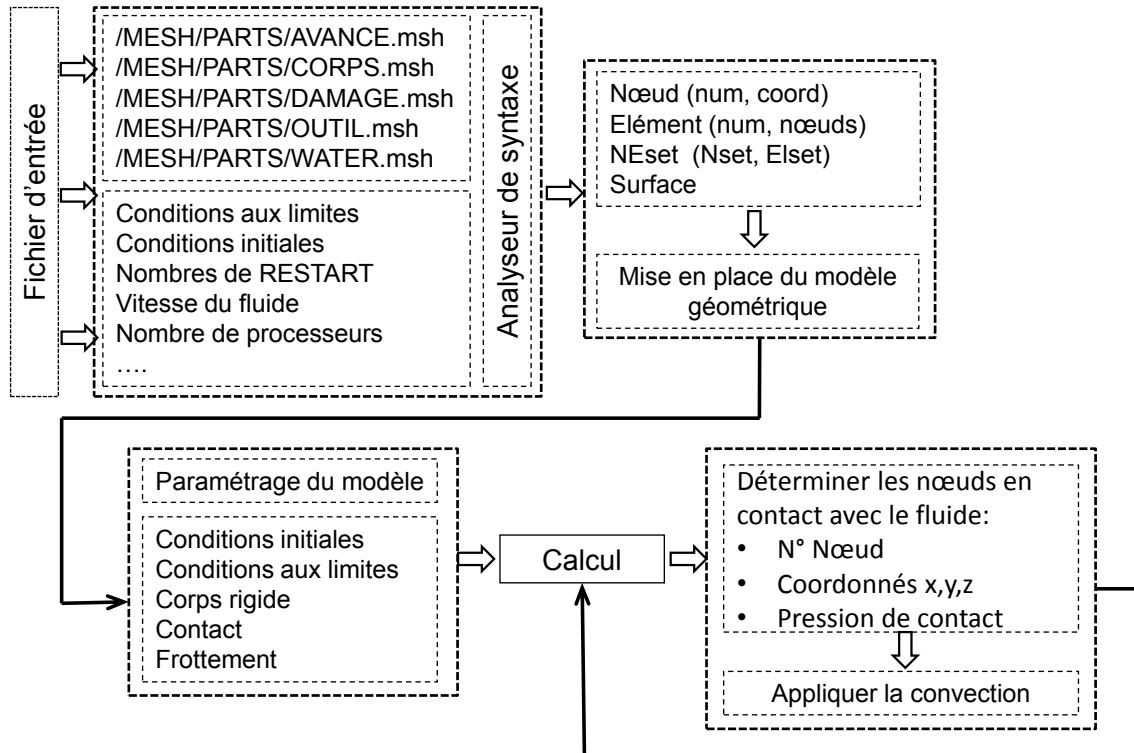 Fichier d'entrée
/MESH/PARTS/AVANCE.msh
/MESH/PARTS/CORPS.msh
/MESH/PARTS/DAMAGE.msh
/MESH/PARTS/OUTIL.msh
/MESH/PARTS/WATER.msh
Conditions aux limites
Conditions initiales
Nombres de RESTART
Vitesse du fluide
Nombre de processeurs
….
Analyseur de syntaxe
Nœud (num, coord)
Elément (num, nœuds)
NEset (Nset, Elset)
Surface
Mise en place du modèle
géométrique
Paramétrage du modèle
Conditions initiales
Conditions aux limites
Corps rigide
Contact
Frottement
Calcul
Déterminer les nœuds en
contact avec le fluide:
• N° Nœud
• Coordonnés x,y,z
• Pression de contact
Appliquer la convection